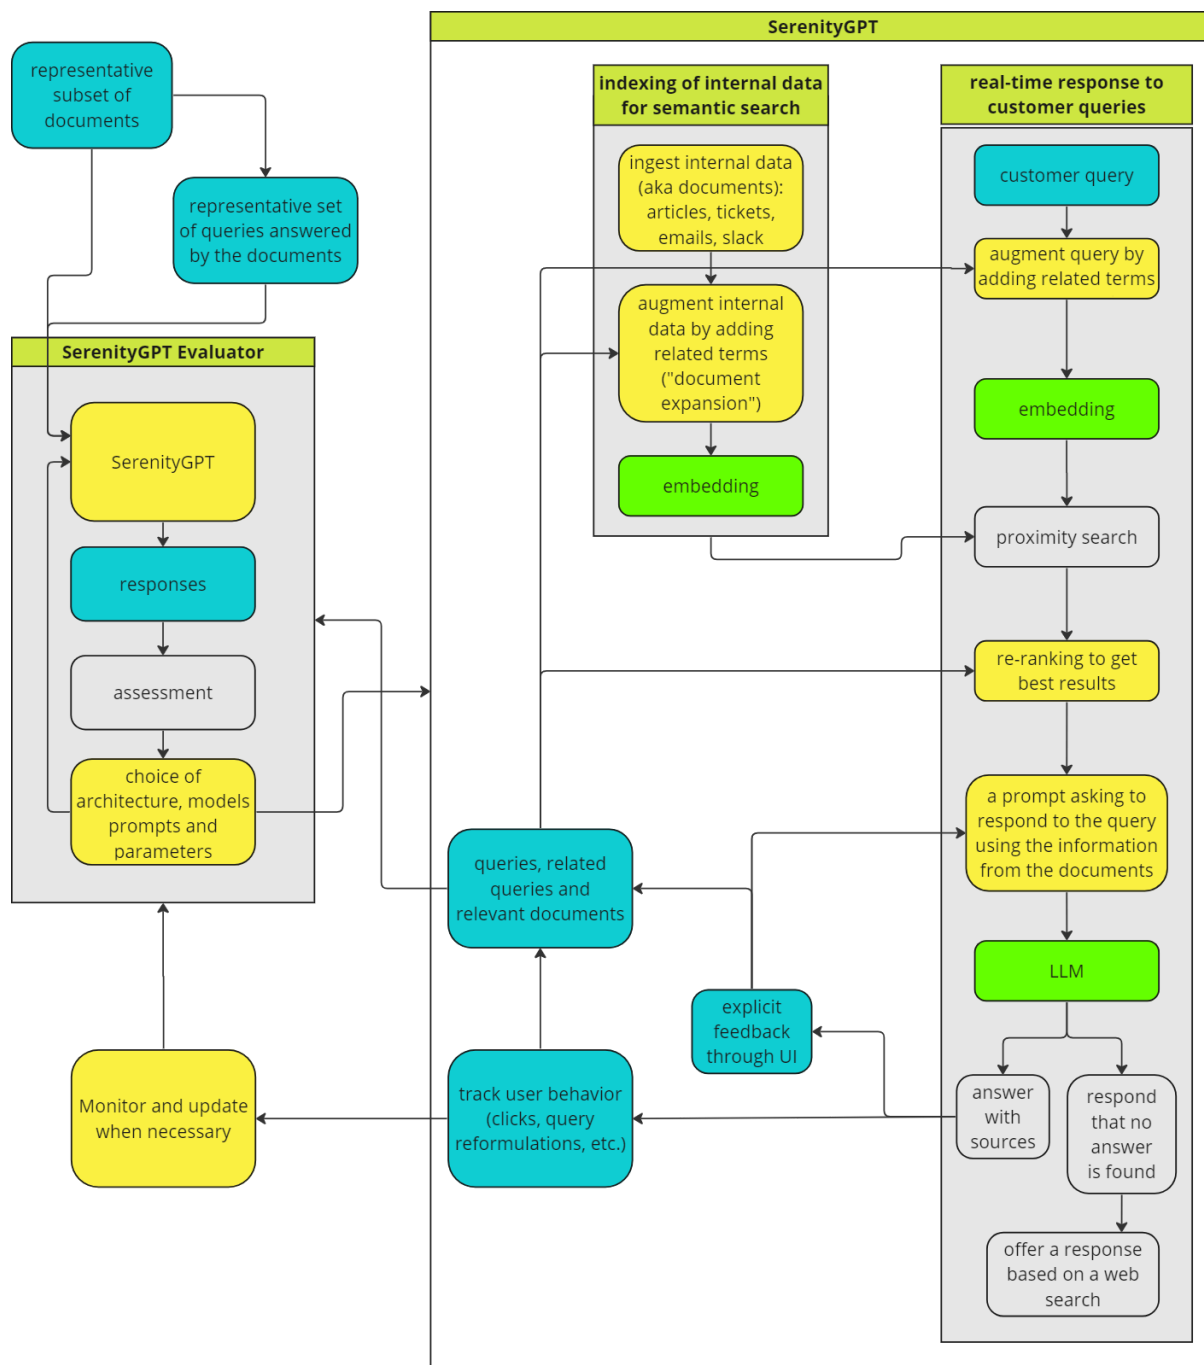 SerenityGPT
representative
subset of
documents
representative set
of queries answered
by the documents
SerenityGPT Evaluator
SerenityGPT
responses
assessment
choice of
architecture, models
prompts and
parameters
Monitor and update
when necessary
indexing of internal data
for semantic search
ingest internal data
(aka documents):
articles, tickets,
emails, slack
augment internal
data by adding
related terms
("document
expansion")
embedding
queries, related
queries and
relevant documents
explicit
feedback
through UI
track user behavior
(clicks, query
reformulations, etc.)
real-time response to
customer queries
customer query
augment query by
adding related terms
embedding
proximity search
re-ranking to get
best results
a prompt asking to
respond to the query
using the information
from the documents
LLM
answer
with
sources
respond
that no
answer
is found
offer a response
based on a web
search